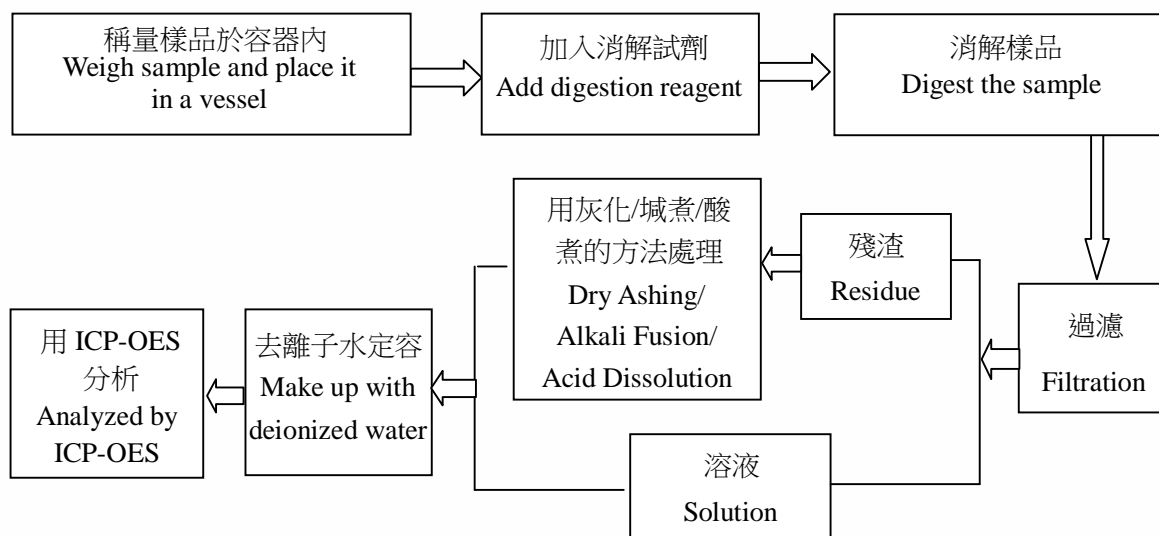 稱量樣品於容器內
Weigh sample and place it
in a vessel
加入消解試劑
Add digestion reagent
消解樣品
Digest the sample
過濾
Filtration
殘渣
Residue
用灰化/堿煮/酸
煮的方法處理
Dry Ashing/
Alkali Fusion/
Acid Dissolution
溶液
Solution
去離子水定容
Make up with
deionized water
用 ICP-OES
分析
Analyzed by
ICP-OES